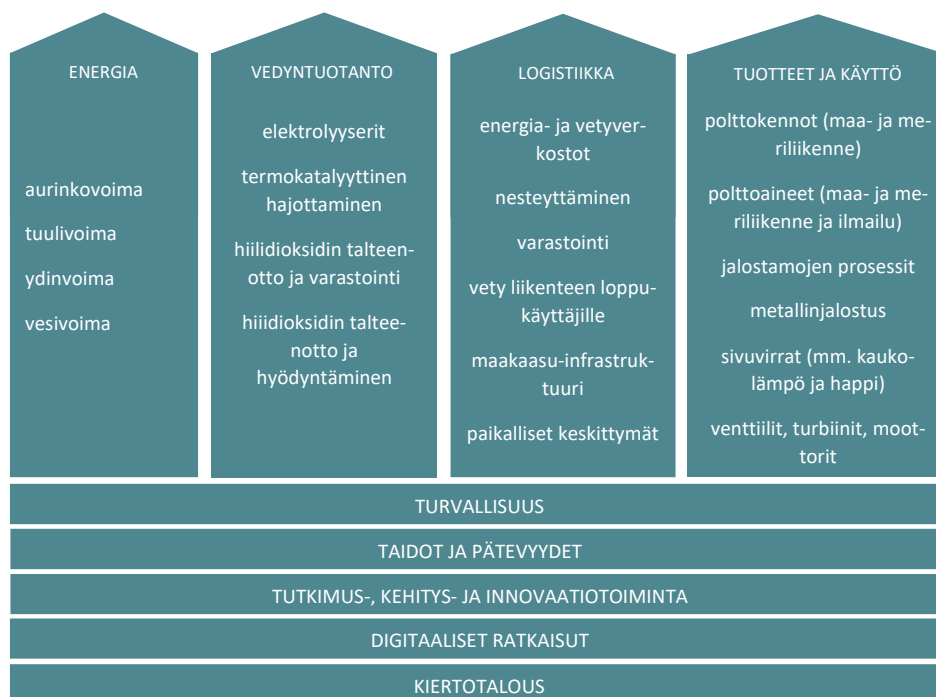 ENERGIA
aurinkovoima
tuulivoima
ydinvoima
vesivoima
VEDYNTUOTANTO
elektrolyyserit
termokatalyyttinen
hajottaminen
hiilidioksidin talteen-
otto ja varastointi
hiiidioksidin taltee-
notto ja
hyödyntäminen
LOGISTIIKKA
energia- ja vetyver-
kostot
nesteyttäminen
varastointi
vety liikenteen loppu-
käyttäjille
maakaasu-infrastruk-
tuuri
paikalliset keskittymät
TUOTTEET JA KÄYTTÖ
polttokennot (maa- ja me-
riliikenne)
polttoaineet (maa- ja me-
riliikenne ja ilmailu)
jalostamojen prosessit
metallinjalostus
sivuvirrat (mm. kauko-
lämpö ja happi)
venttiilit, turbiinit, moot-
torit
TURVALLISUUS
TAIDOT JA PÄTEVYYDET
TUTKIMUS-, KEHITYS- JA INNOVAATIOTOIMINTA
DIGITAALISET RATKAISUT
KIERTOTALOUS